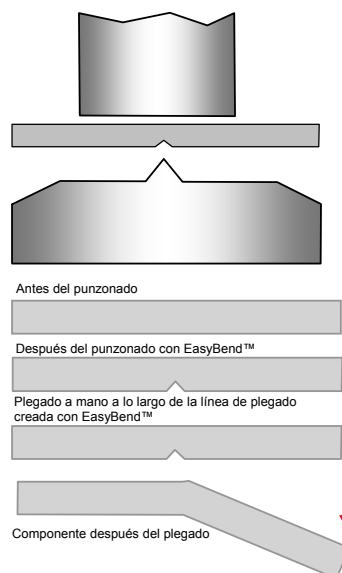 Antes del punzonado
Después del punzonado con EasyBend™
Plegado a mano a lo largo de la línea de plegado
creada con EasyBend™
Componente después del plegado